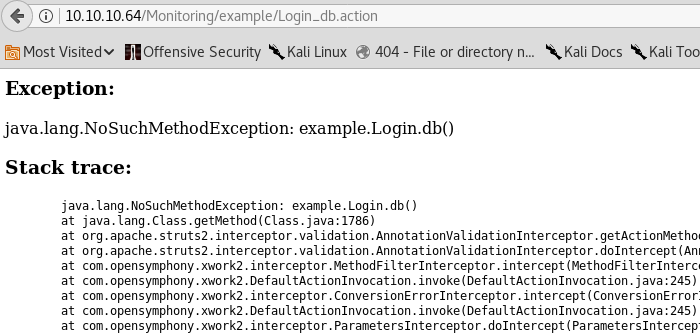 10.10.10.64/Monitoring/example/Login_db.action
Most Visited Offensive Security Kali Linux 404 - File or directory n... Kali Docs Kali Too
Exception:
java.lang.NoSuchMethodException: example.Login.db()
Stack trace:
java.lang.NoSuchMethodException: example.Login.db()
at java.lang.Class.getMethod(Class.java:1786)
at org.apache.struts2.interceptor.validation.AnnotationValidationInterceptor.getActionMetho
at org.apache.struts2.interceptor.validation.AnnotationValidationInterceptor.doIntercept(Ann
at com.opensymphony.xwork2.interceptor.MethodFilterInterceptor.intercept(MethodFilterInterce
at com.opensymphony.xwork2.DefaultActionInvocation.invoke(DefaultActionInvocation.java:245)
at com.opensymphony.xwork2.interceptor.ConversionErrorInterceptor.intercept(ConversionErrorI
at com.opensymphony.xwork2.DefaultActionInvocation.invoke(DefaultActionInvocation.java:245)
at com.opensymphony.xwork2.interceptor.ParametersInterceptor.doIntercept(ParametersIntercep